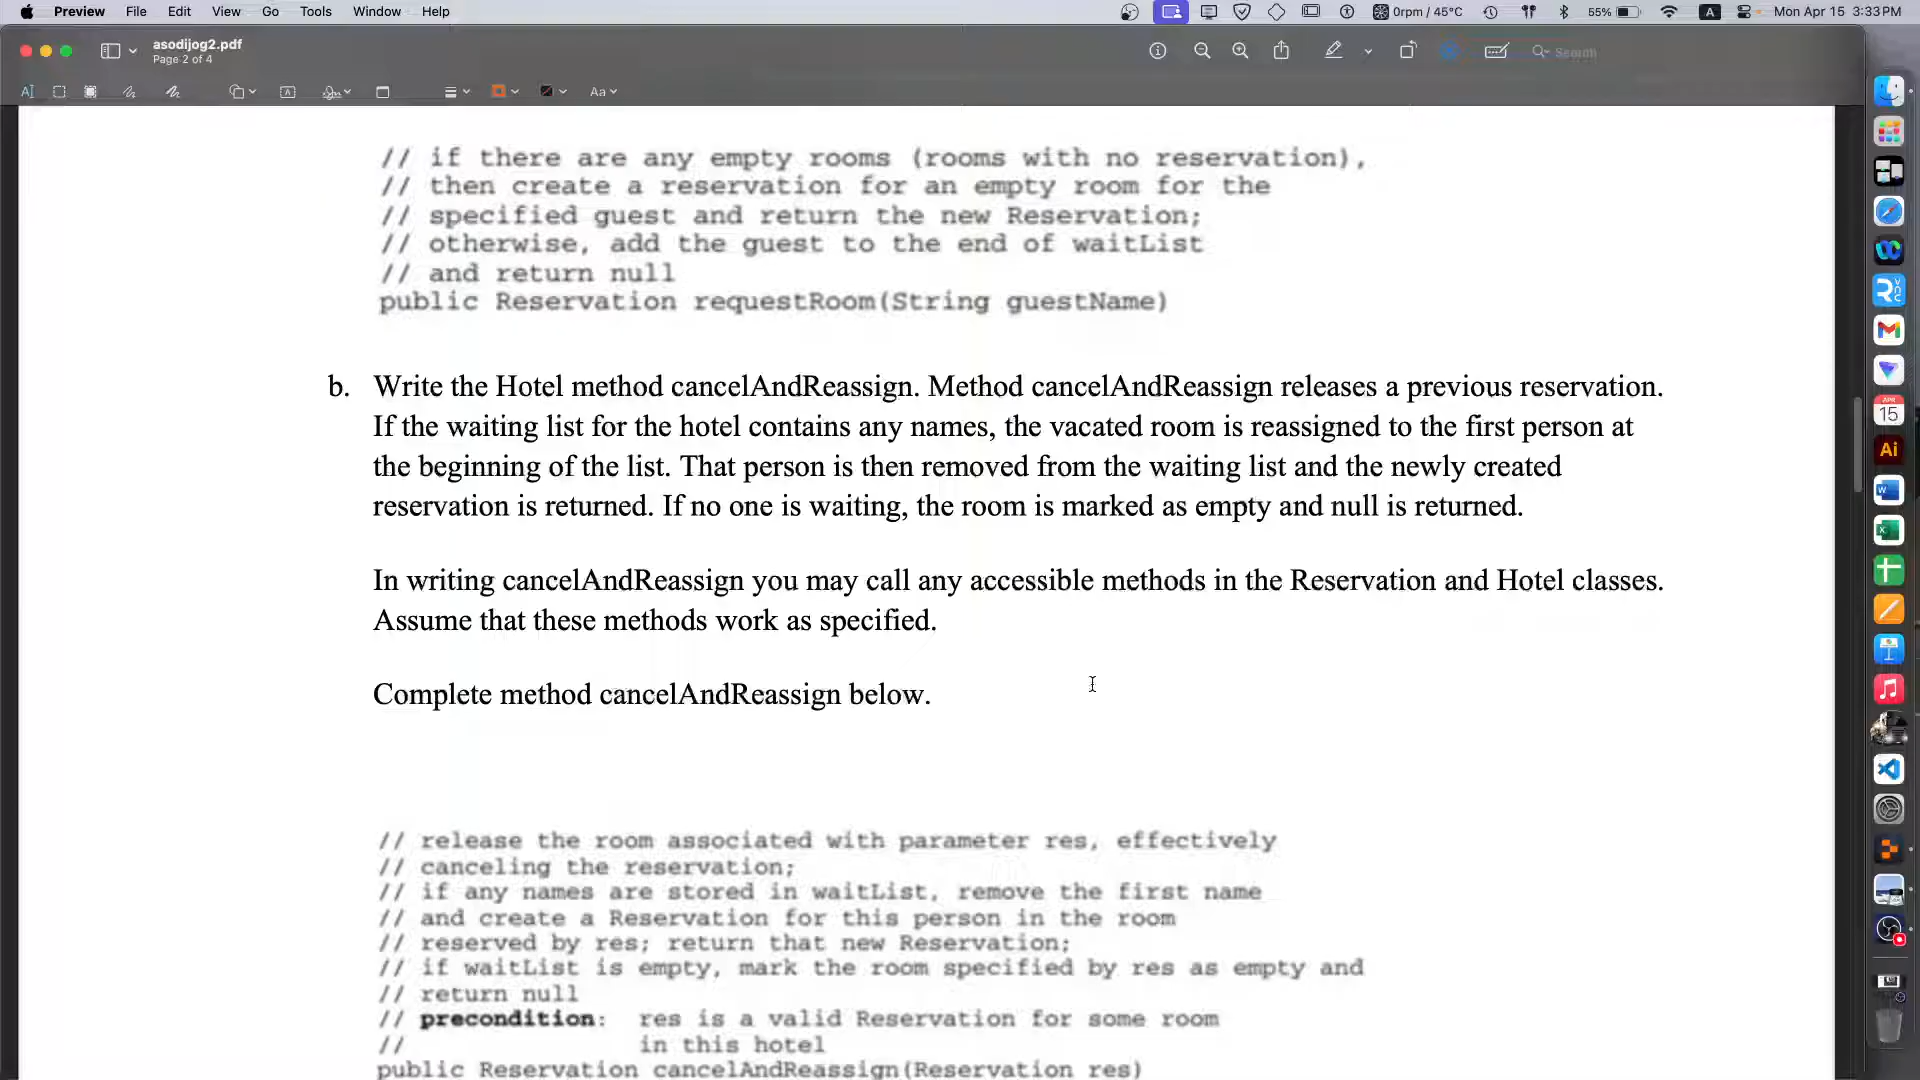 Preview File Edit View Go Tools Window Help
0rpm / 45°C
55%
A
Mon Apr 15 3:33PM
asodijog2.pdf
Page 2 of 4
Search
A
Aa
// if there are any empty rooms (rooms with no reservation),
// then create a reservation for an empty room for the
// specified guest and return the new Reservation;
// otherwise, add the guest to the end of waitList
// and return null
public Reservation requestRoom(String guestName)
b. Write the Hotel method cancelAndReassign. Method cancelAndReassign releases a previous reservation.
If the waiting list for the hotel contains any names, the vacated room is reassigned to the first person at
the beginning of the list. That person is then removed from the waiting list and the newly created
reservation is returned. If no one is waiting, the room is marked as empty and null is returned.
In writing cancelAndReassign you may call any accessible methods in the Reservation and Hotel classes.
Assume that these methods work as specified.
Complete method cancelAndReassign below.
// release the room associated with parameter res, effectively
// canceling the reservation;
// if any names are stored in waitList, remove the first name
// and create a Reservation for this person in the room
// reserved by res; return that new Reservation;
// if waitList is empty, mark the room specified by res as empty and
// return null
// precondition: res is a valid Reservation for some room
// in this hotel
public Reservation cancelAndReassign(Reservation res)
APR
15
Ai